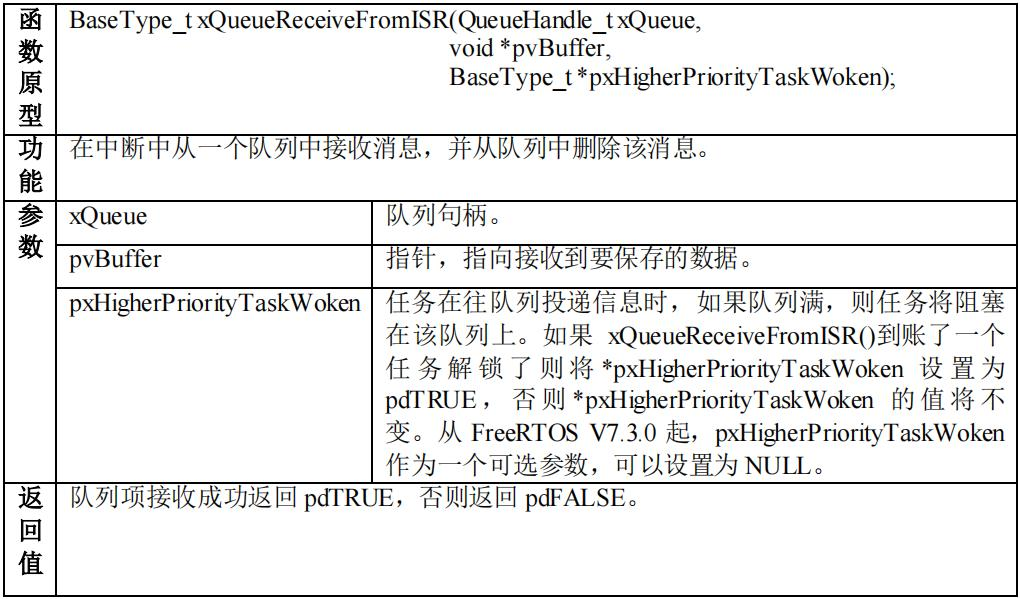 函数原型
BaseType_t xQueueReceiveFromISR(QueueHandle_t xQueue,
void *pvBuffer,
BaseType_t *pxHigherPriorityTaskWoken);
功能
在中断中从一个队列中接收消息，并从队列中删除该消息。
参数
xQueue
队列句柄。
pvBuffer
指针，指向接收到要保存的数据。
pxHigherPriorityTaskWoken
任务在往队列投递信息时，如果队列满，则任务将阻塞
在该队列上。如果 xQueueReceiveFromISR()到账了一个
任务解锁了则将*pxHigherPriorityTaskWoken 设置为
pdTRUE，否则*pxHigherPriorityTaskWoken 的值将不
变。从 FreeRTOS V7.3.0 起，pxHigherPriorityTaskWoken
作为一个可选参数，可以设置为 NULL。
返回值
队列项接收成功返回 pdTRUE，否则返回 pdFALSE。